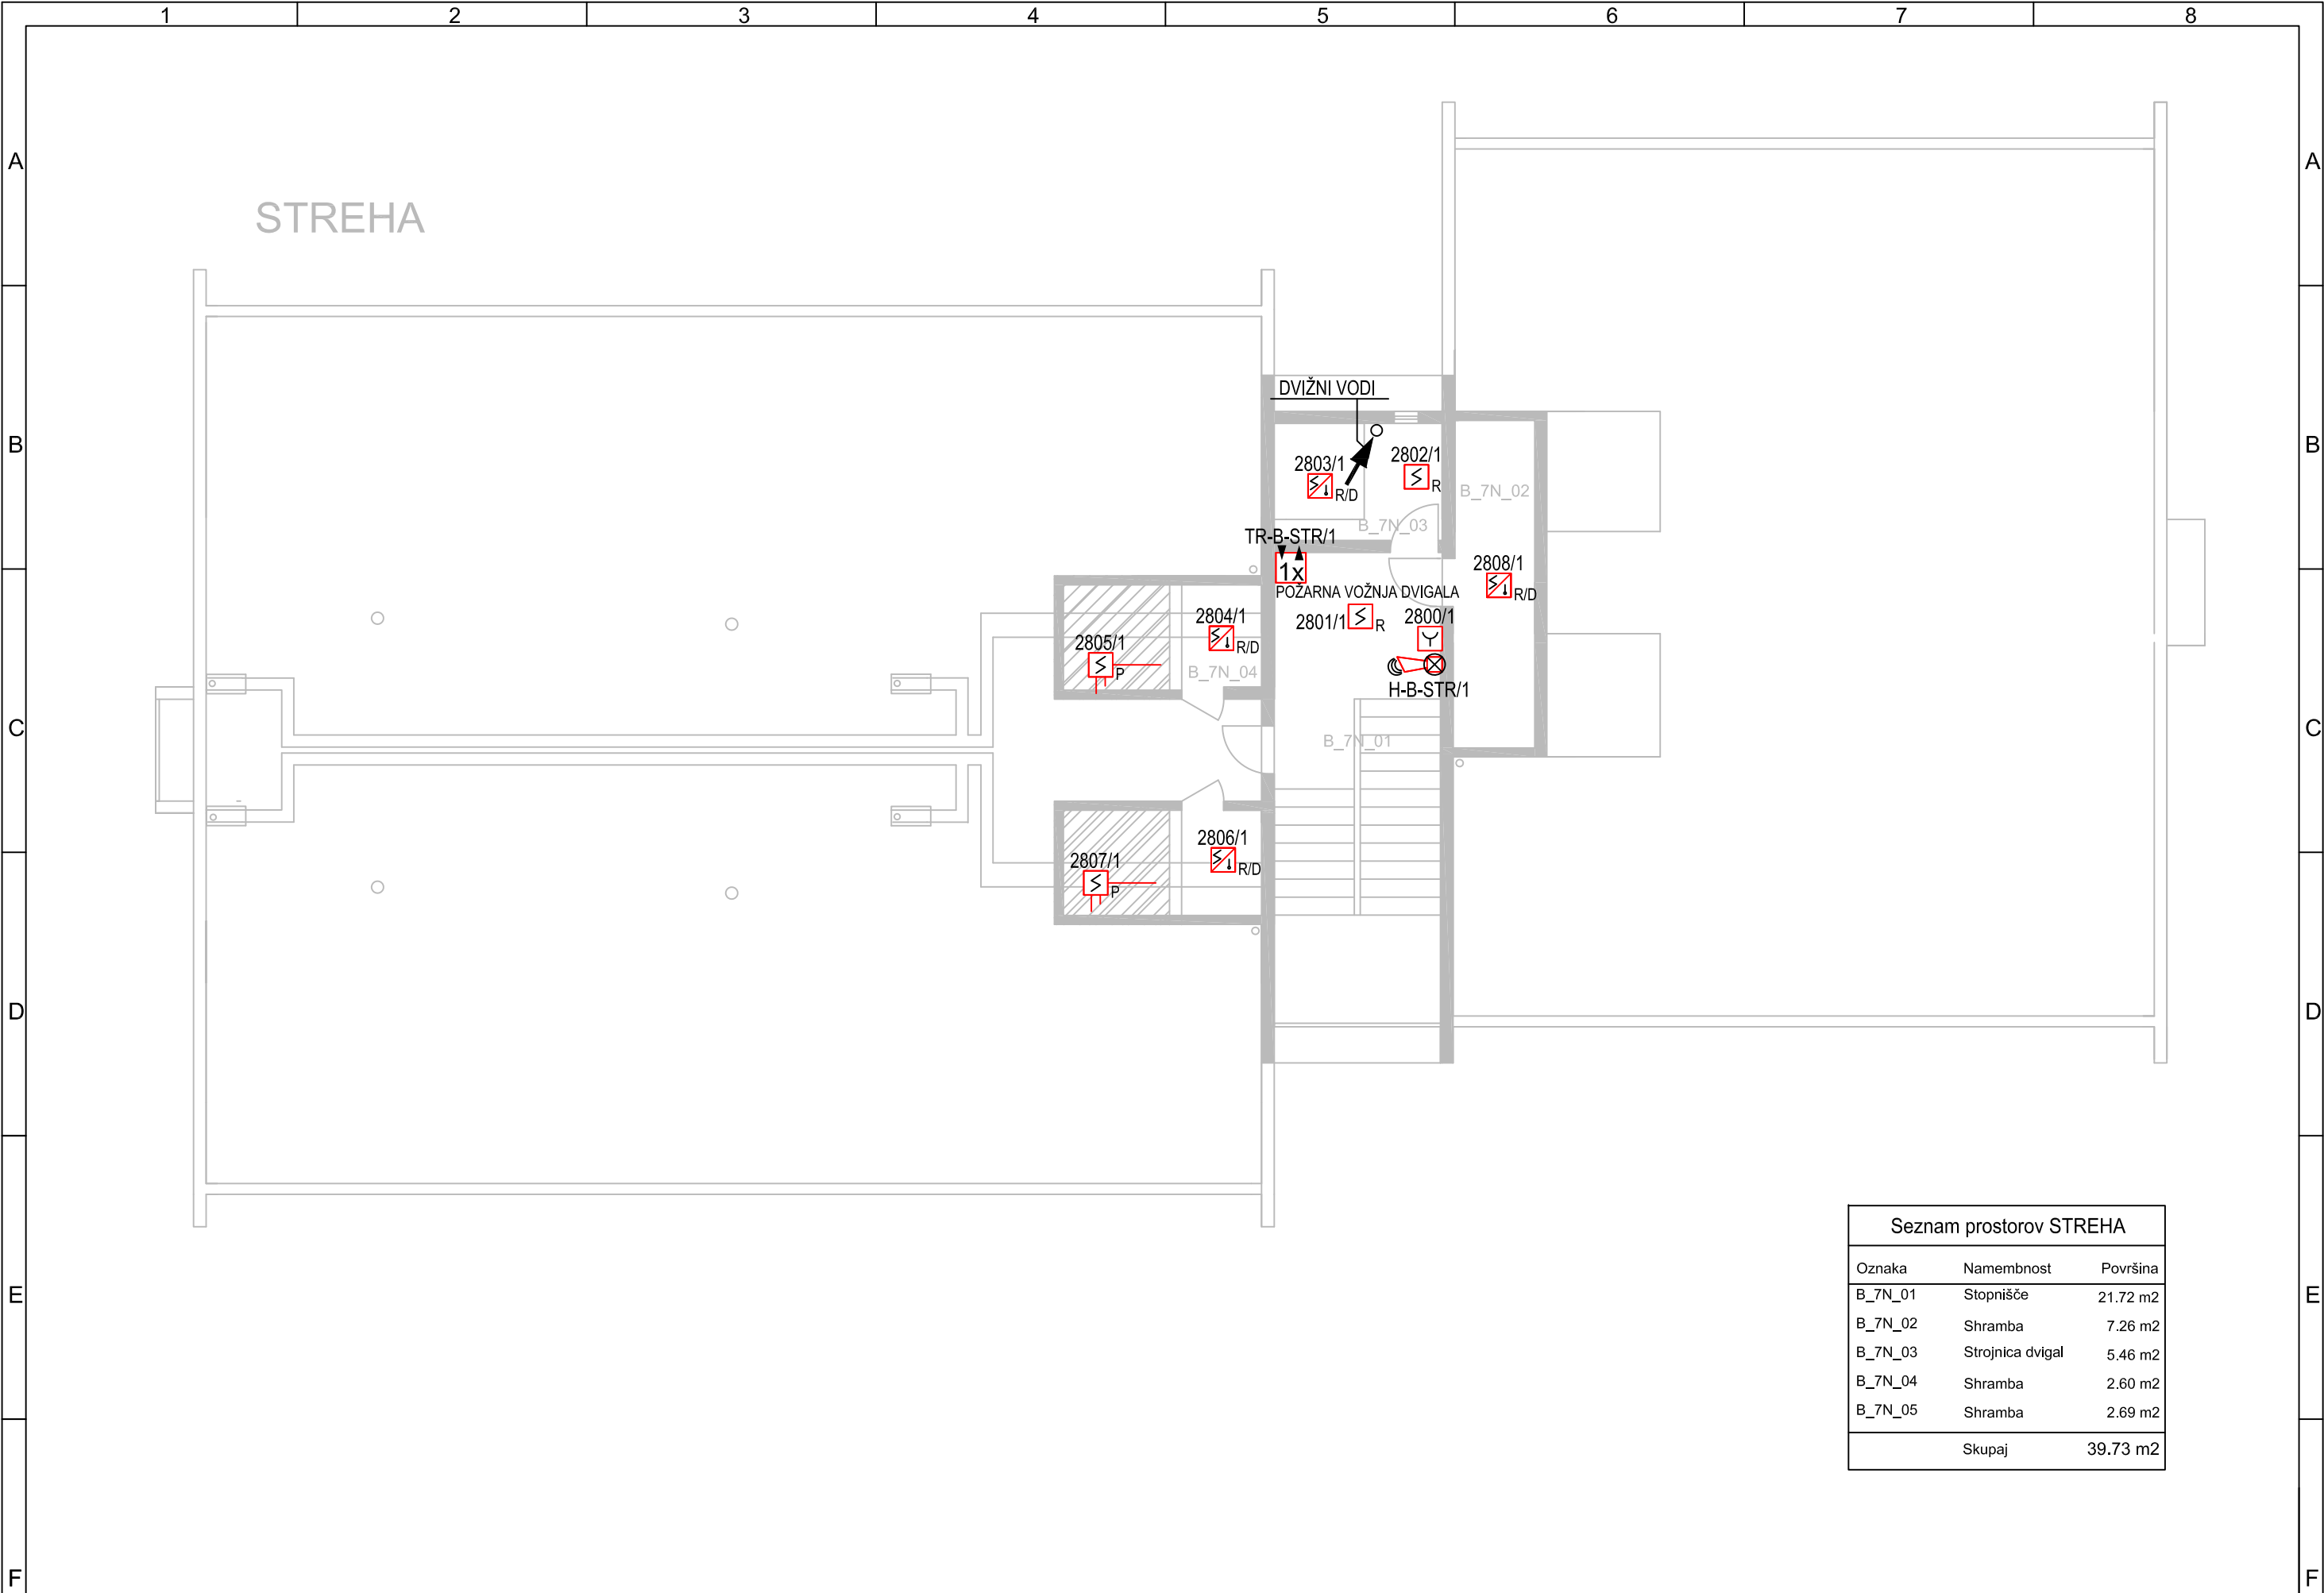 1 2 3 4 5 6 7 8
A A
STREHA
DVIŽNI VODI
B B
2803/1
R/D
2802/1
R
B_7N_02
B_7N_03
TR-B-STR/1
1x
POŽARNA VOŽNJA DVIGALA
2808/1
R/D
2801/1
R
2800/1
2804/1
R/D
2805/1
P
B_7N_04
H-B-STR/1
C C
B_7N_01
2806/1
R/D
2807/1
P
D D
Seznam prostorov STREHA
Oznaka Namembnost Površina
E E
B_7N_01 Stopnišče 21.72 m2
B_7N_02 Shramba 7.26 m2
B_7N_03 Strojnica dvigal 5.46 m2
B_7N_04 Shramba 2.60 m2
B_7N_05 Shramba 2.69 m2
Skupaj 39.73 m2
F F